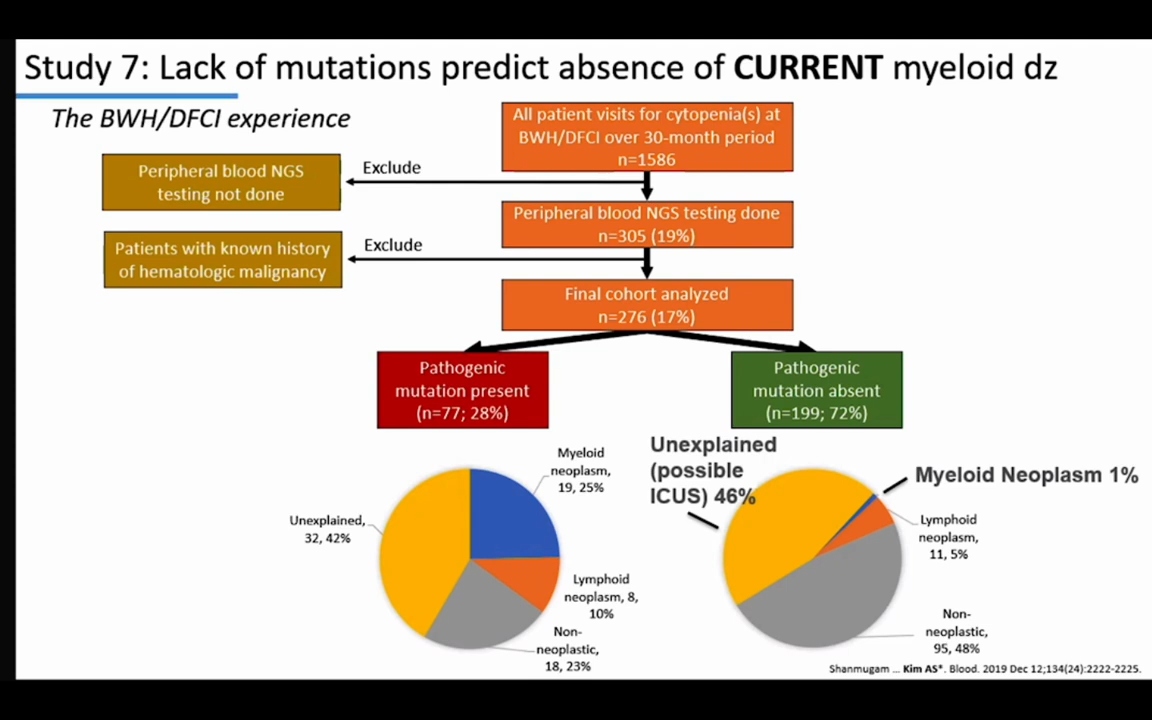 Study 7: Lack of mutations predict absence of CURRENT myeloid dz
The BWH/DFCI experience
All patient visits for cytopenia(s) at
BWH/DFCI over 30-month period
n=1586
Exclude
Peripheral blood NGS
testing not done
Peripheral blood NGS testing done
n=305 (19%)
Exclude
Patients with known history
of hematologic malignancy
Final cohort analyzed
n=276 (17%)
Pathogenic
mutation present
(n=77; 28%)
Pathogenic
mutation absent
(n=199; 72%)
Myeloid
neoplasm,
19, 25%
Unexplained,
32, 42%
Lymphoid
neoplasm, 8,
10%
Non-
neoplastic,
18, 23%
Unexplained
(possible
ICUS) 46%
Myeloid Neoplasm 1%
Lymphoid
neoplasm,
11, 5%
Non-
neoplastic,
95, 48%
Shanmugam ... Kim AS*. Blood. 2019 Dec 12;134(24):2222-2225.